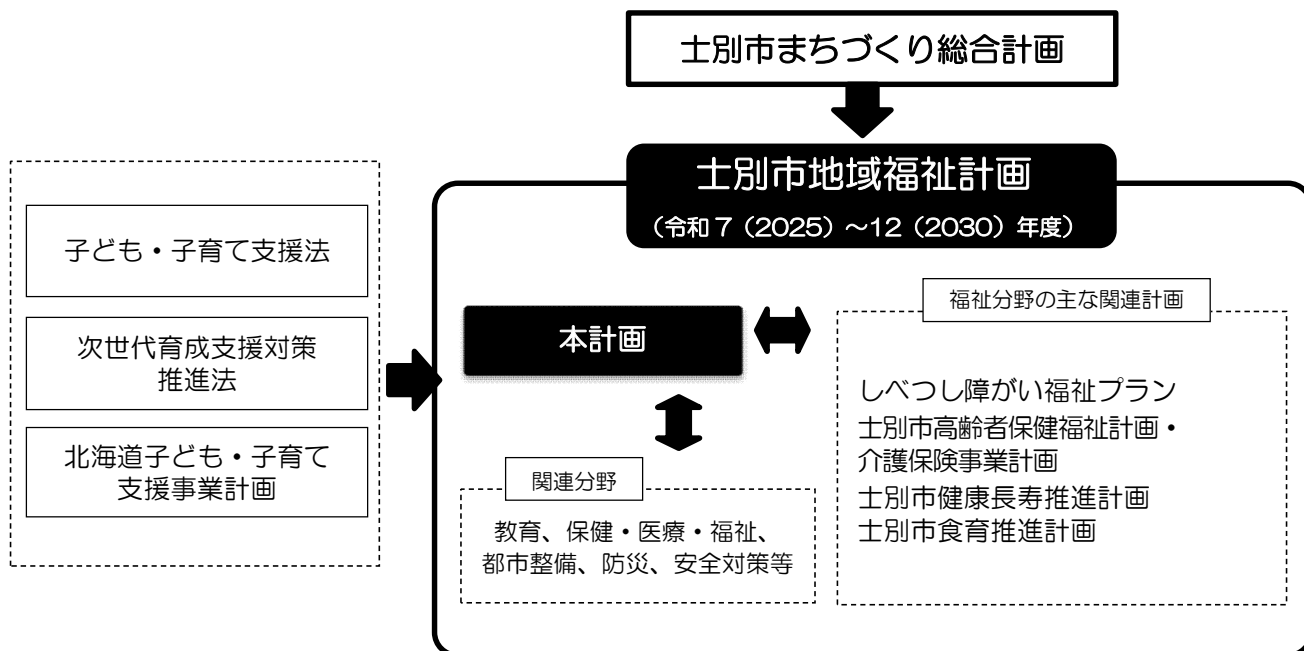 士別市まちづくり総合計画
士別市地域福祉計画
（令和７（2025）～12（2030）年度）
子ども・子育て支援法
次世代育成支援対策
推進法
北海道子ども・子育て
支援事業計画
本計画
福祉分野の主な関連計画
しべつし障がい福祉プラン
士別市高齢者保健福祉計画・
介護保険事業計画
士別市健康長寿推進計画
士別市食育推進計画
関連分野
教育、保健・医療・福祉、
都市整備、防災、安全対策等